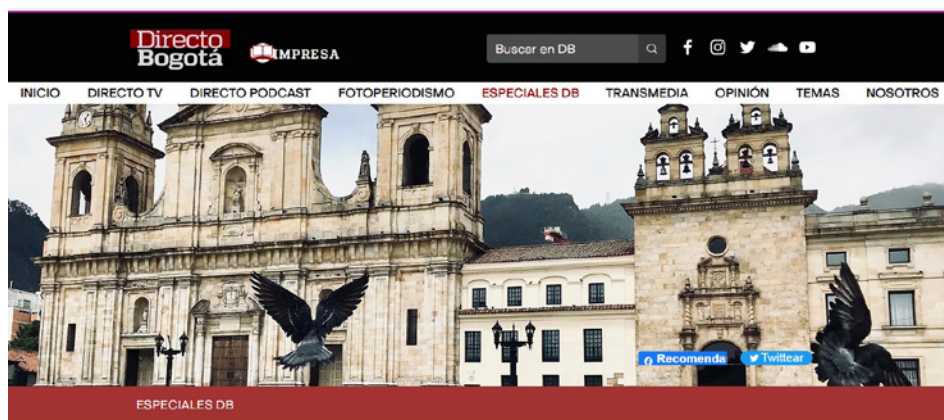 Directo
Bogotá
IMPRESA
Buscar en DB
INICIO DIRECTO TV DIRECTO PODCAST FOTOPERIODISMO ESPECIALES DB TRANSMEDIA OPINIÓN TEMAS NOSOTROS
Recomenda Twittear
ESPECIALES DB